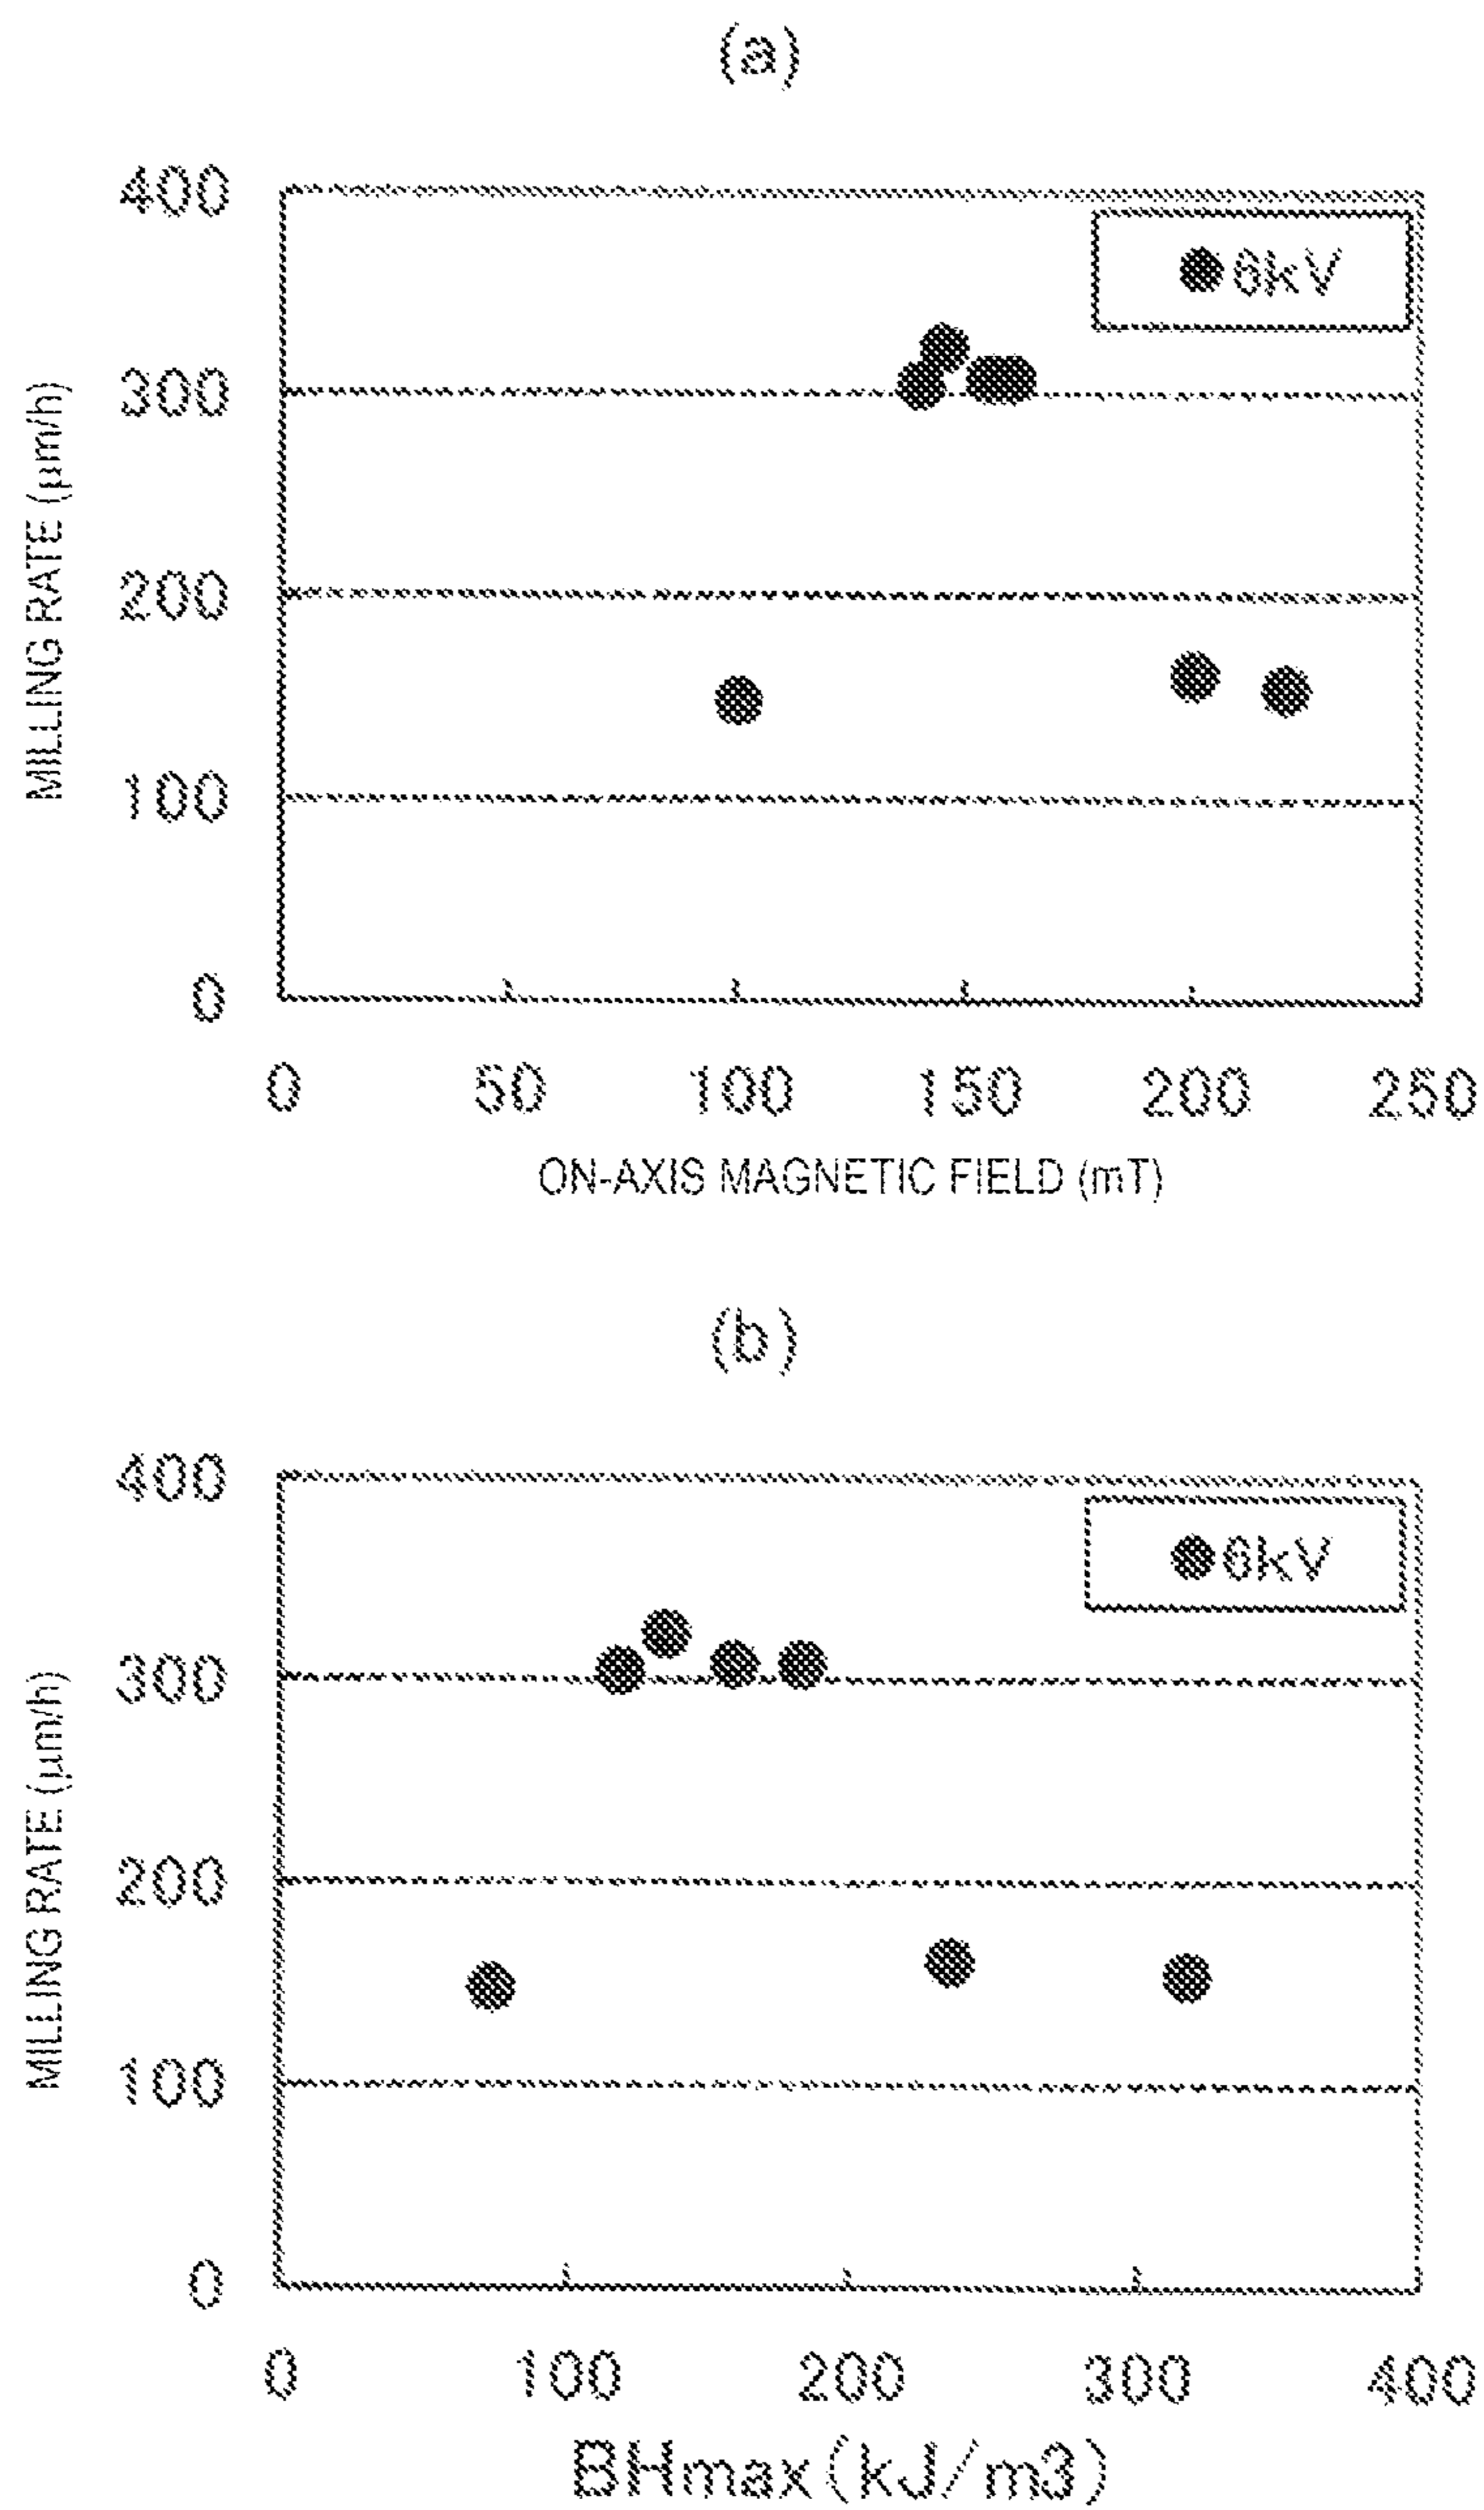 (a)
400
6kV
300
200
100
0
MILLING RATE (μm/h)
0 50 100 150 200 250
ON-AXIS MAGNETIC FIELD (mT)
(b)
400
6kV
300
200
100
0
MILLING RATE (μm/h)
0 100 200 300 400
BHmax(kJ/m3)